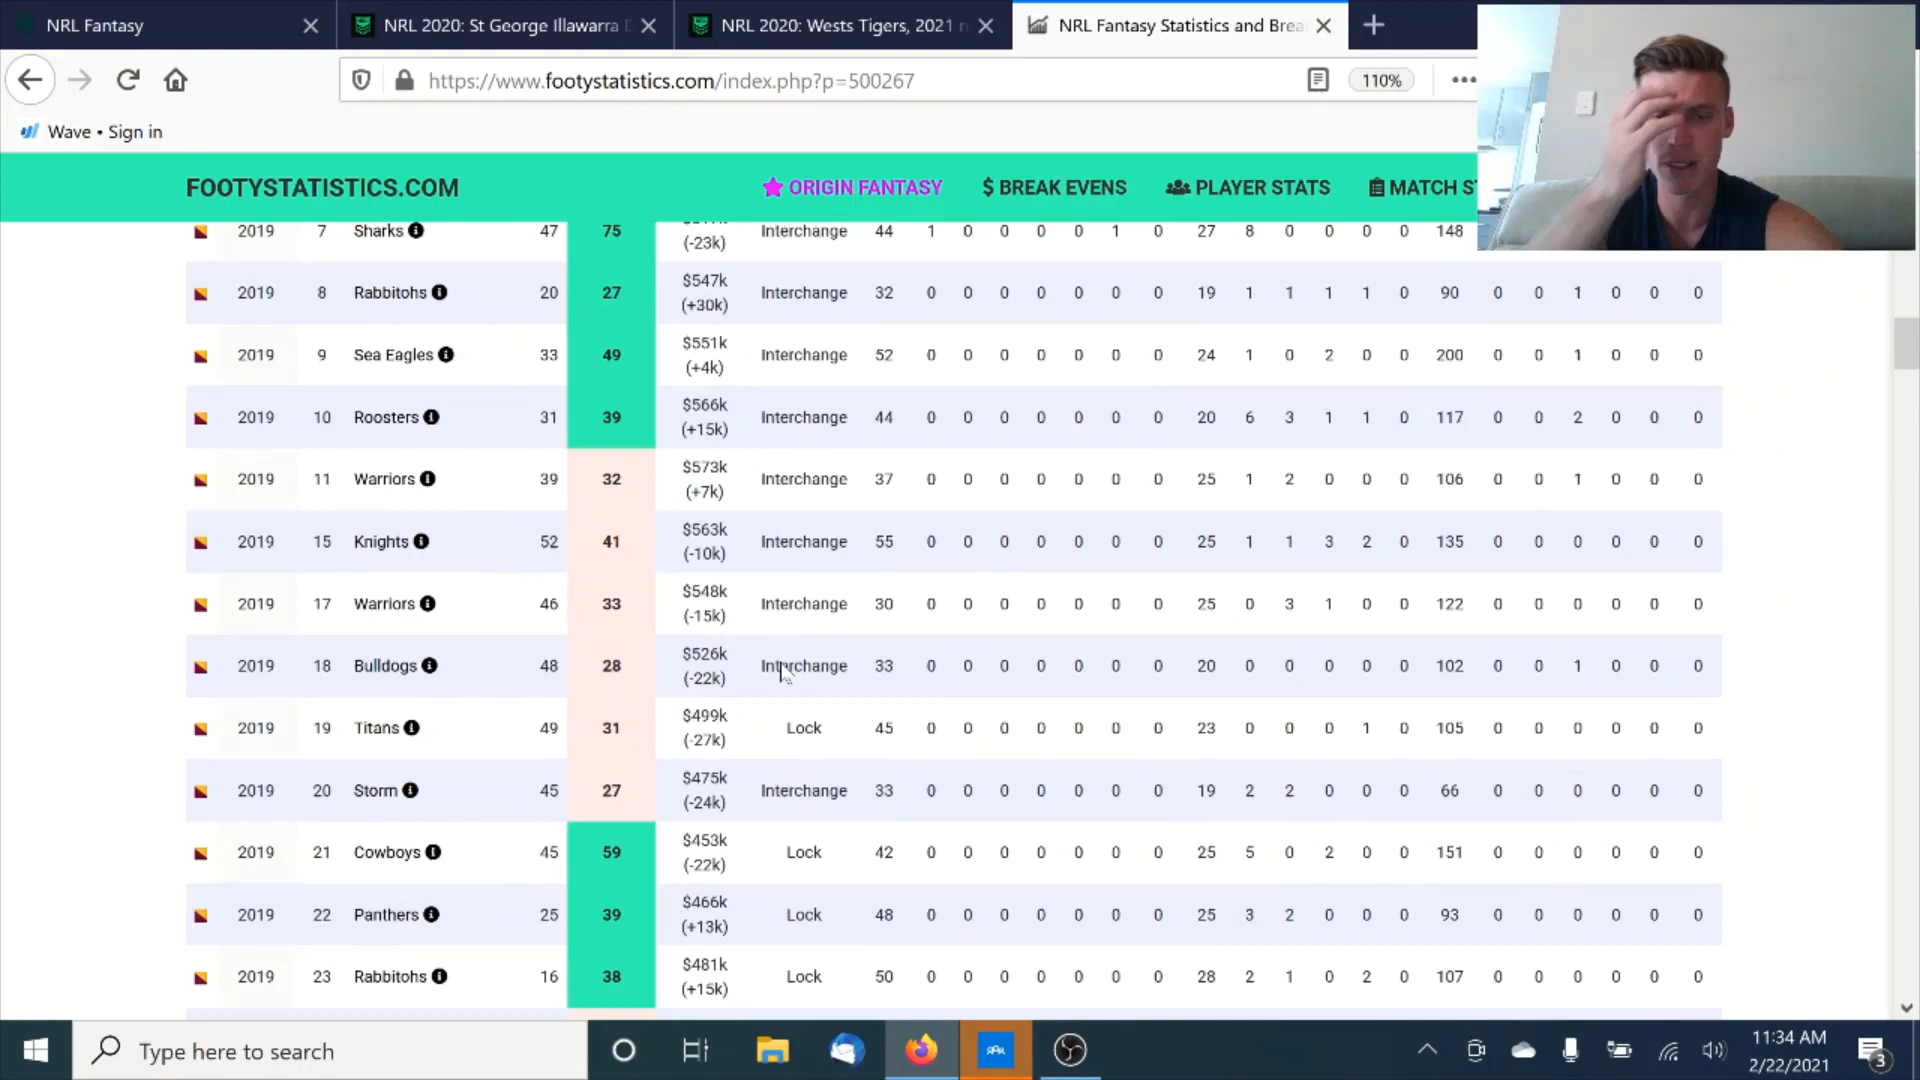 NRL Fantasy
NRL 2020: St George Illawarra
NRL 2020: Wests Tigers, 2021
NRL Fantasy Statistics and Brea
https://www.footystatistics.com/index.php?p=500267
110%
Wave • Sign in
FOOTYSTATISTICS.COM
ORIGIN FANTASY
$ BREAK EVENS
PLAYER STATS
MATCH ST
2019 7 Sharks 47 75 (-23k) Interchange 44 1 0 0 0 0 1 0 27 8 0 0 0 0 148
2019 8 Rabbitohs 20 27 $547k (+30k) Interchange 32 0 0 0 0 0 0 0 19 1 1 1 1 0 90 0 0 1 0 0 0
2019 9 Sea Eagles 33 49 $551k (+4k) Interchange 52 0 0 0 0 0 0 0 24 1 0 2 0 0 200 0 0 1 0 0 0
2019 10 Roosters 31 39 $566k (+15k) Interchange 44 0 0 0 0 0 0 0 20 6 3 1 1 0 117 0 0 2 0 0 0
2019 11 Warriors 39 32 $573k (+7k) Interchange 37 0 0 0 0 0 0 0 25 1 2 0 0 0 106 0 0 1 0 0 0
2019 15 Knights 52 41 $563k (-10k) Interchange 55 0 0 0 0 0 0 0 25 1 1 3 2 0 135 0 0 0 0 0 0
2019 17 Warriors 46 33 $548k (-15k) Interchange 30 0 0 0 0 0 0 0 25 0 3 1 0 0 122 0 0 0 0 0 0
2019 18 Bulldogs 48 28 $526k (-22k) Interchange 33 0 0 0 0 0 0 0 20 0 0 0 0 0 102 0 0 1 0 0 0
2019 19 Titans 49 31 $499k (-27k) Lock 45 0 0 0 0 0 0 0 23 0 0 0 1 0 105 0 0 0 0 0 0
2019 20 Storm 45 27 $475k (-24k) Interchange 33 0 0 0 0 0 0 0 19 2 2 0 0 0 66 0 0 0 0 0 0
2019 21 Cowboys 45 59 $453k (-22k) Lock 42 0 0 0 0 0 0 0 25 5 0 2 0 0 151 0 0 0 0 0 0
2019 22 Panthers 25 39 $466k (+13k) Lock 48 0 0 0 0 0 0 0 25 3 2 0 0 0 93 0 0 0 0 0 0
2019 23 Rabbitohs 16 38 $481k (+15k) Lock 50 0 0 0 0 0 0 0 28 2 1 0 2 0 107 0 0 0 0 0 0
Type here to search
11:34 AM
2/22/2021
3